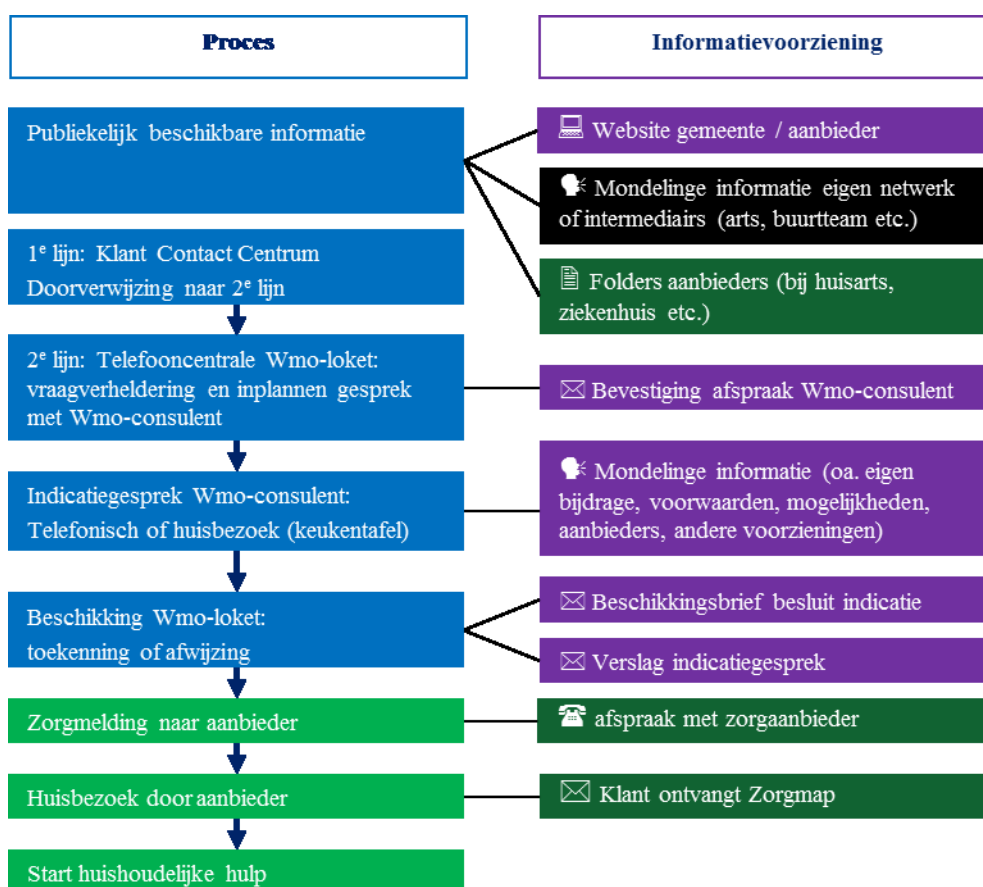 Proces
Informatievoorziening
Publiekelijk beschikbare informatie
Website gemeente / aanbieder
Mondelinge informatie eigen netwerk
of intermediairs (arts, buurtteam etc.)
Folders aanbieders (bij huisarts,
ziekenhuis etc.)
1e lijn: Klant Contact Centrum
Doorverwijzing naar 2e lijn
2e lijn: Telefooncentrale Wmo-loket:
vraagverheldering en inplannen gesprek
met Wmo-consulent
Bevestiging afspraak Wmo-consulent
Indicatiegesprek Wmo-consulent:
Telefonisch of huisbezoek (keukentafel)
Mondelinge informatie (oa. eigen
bijdrage, voorwaarden, mogelijkheden,
aanbieders, andere voorzieningen)
Beschikking Wmo-loket:
toekenning of afwijzing
Beschikkingsbrief besluit indicatie
Verslag indicatiegesprek
Zorgmelding naar aanbieder
afspraak met zorgaanbieder
Huisbezoek door aanbieder
Klant ontvangt Zorgmap
Start huishoudelijke hulp